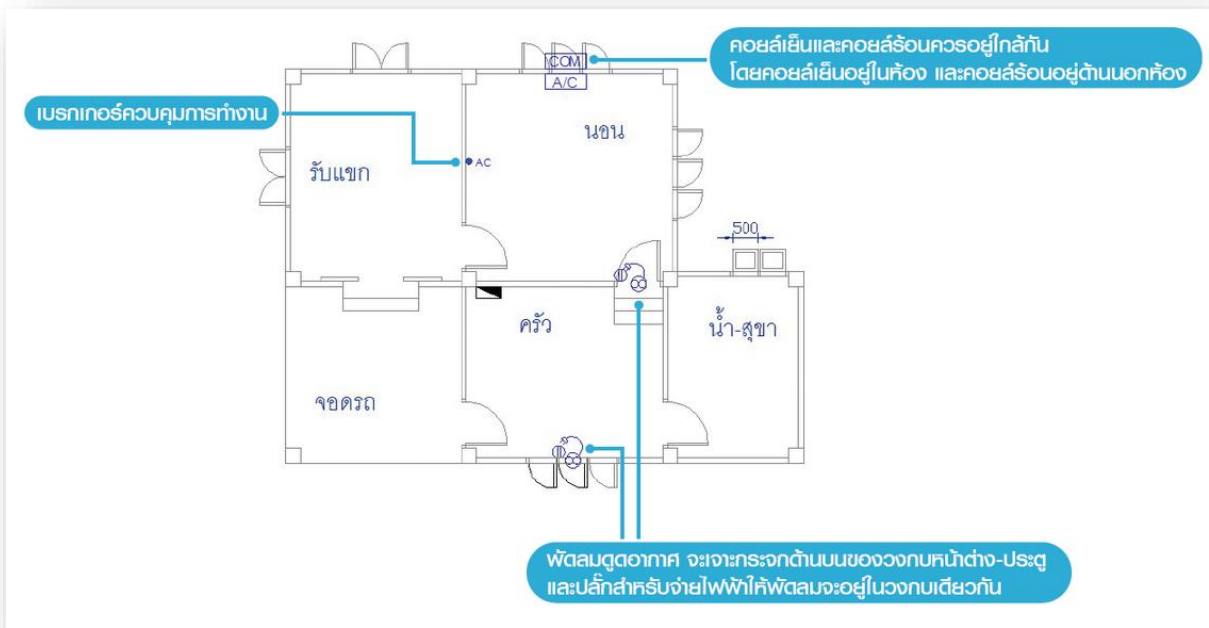 คอยล์เย็นและคอยล์ร้อนควรอยู่ใกล้กัน
โดยคอยล์เย็นอยู่ในห้อง และคอยล์ร้อนอยู่ด้านนอกห้อง
COM
A/C
เบรกเกอร์ควบคุมการทำงาน
นอน
AC
รับแขก
500
ครัว
น้ำ-สุขา
จอดรถ
พัดลมดูดอากาศ จะเจาะกระจกด้านบนของวงกบหน้าต่าง-ประตู
และปลั๊กสำหรับจ่ายไฟฟ้าให้พัดลมจะอยู่ในวงกบเดียวกัน